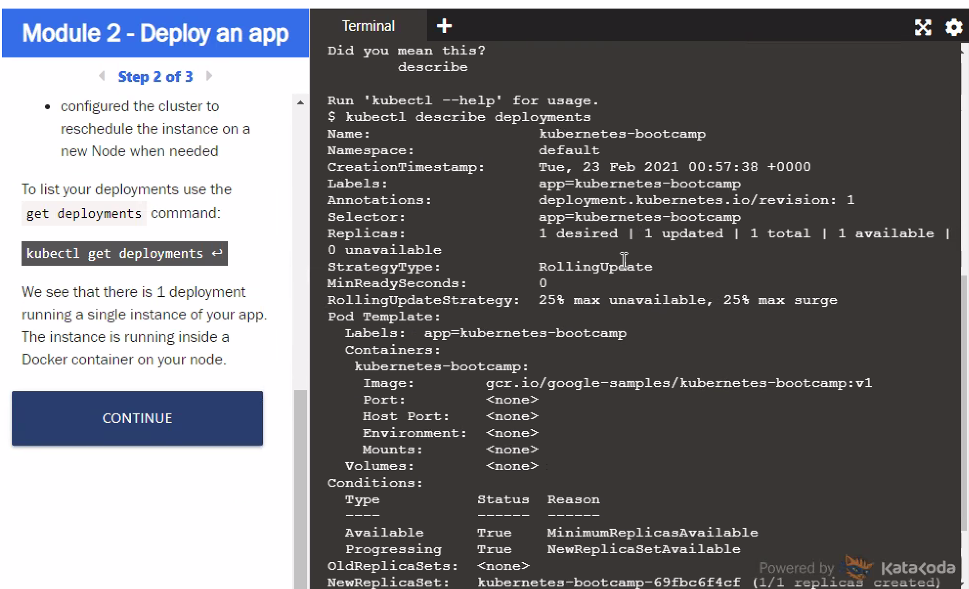 Module 2 - Deploy an app
Step 2 of 3
• configured the cluster to
reschedule the instance on a
new Node when needed
To list your deployments use the
get deployments command:
kubectl get deployments ↩
We see that there is 1 deployment
running a single instance of your app.
The instance is running inside a
Docker container on your node.
CONTINUE
Terminal +
Did you mean this?
        describe
Run 'kubectl --help' for usage.
$ kubectl describe deployments
Name:                   kubernetes-bootcamp
Namespace:              default
CreationTimestamp:      Tue, 23 Feb 2021 00:57:38 +0000
Labels:                 app=kubernetes-bootcamp
Annotations:            deployment.kubernetes.io/revision: 1
Selector:               app=kubernetes-bootcamp
Replicas:               1 desired | 1 updated | 1 total | 1 available |
0 unavailable
StrategyType:           RollingUpdate
MinReadySeconds:        0
RollingUpdateStrategy:  25% max unavailable, 25% max surge
Pod Template:
  Labels:  app=kubernetes-bootcamp
  Containers:
   kubernetes-bootcamp:
    Image:        gcr.io/google-samples/kubernetes-bootcamp:v1
    Port:         <none>
    Host Port:    <none>
    Environment:  <none>
    Mounts:       <none>
  Volumes:        <none>
Conditions:
  Type           Status  Reason
  ----           ------  ------
  Available      True    MinimumReplicasAvailable
  Progressing    True    NewReplicaSetAvailable
OldReplicaSets:  <none>
NewReplicaSet:   kubernetes-bootcamp-69fbc6f4cf (1/1 replicas created)
Powered by Katacoda